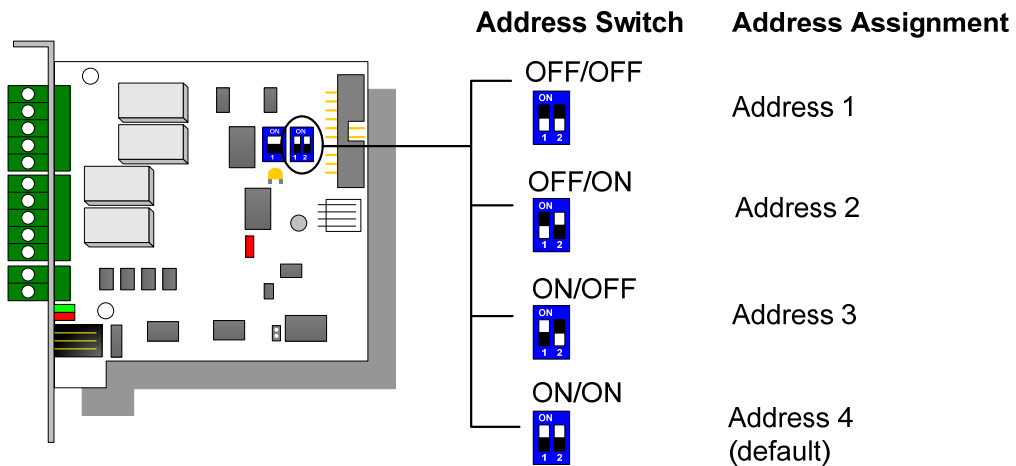 Address Switch Address Assignment
OFF/OFF
ON
1 2
Address 1
OFF/ON
ON
1 2
Address 2
ON/OFF
ON
1 2
Address 3
ON/ON
ON
1 2
Address 4
(default)
ON
1
ON
1 2